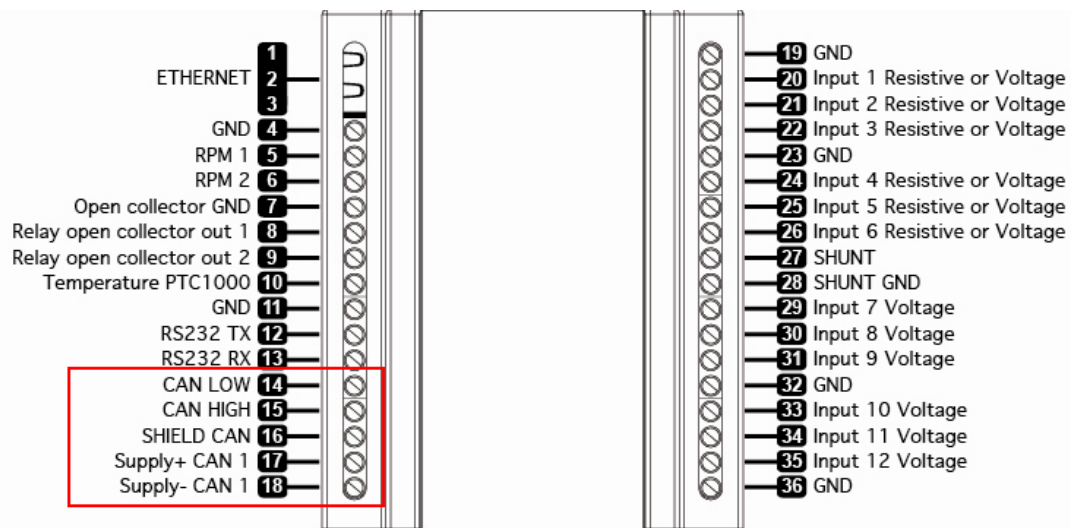 1
ETHERNET 2
3
GND 4
RPM 1 5
RPM 2 6
Open collector GND 7
Relay open collector out 1 8
Relay open collector out 2 9
Temperature PTC1000 10
GND 11
RS232 TX 12
RS232 RX 13
CAN LOW 14
CAN HIGH 15
SHIELD CAN 16
Supply+ CAN 1 17
Supply- CAN 1 18
19 GND
20 Input 1 Resistive or Voltage
21 Input 2 Resistive or Voltage
22 Input 3 Resistive or Voltage
23 GND
24 Input 4 Resistive or Voltage
25 Input 5 Resistive or Voltage
26 Input 6 Resistive or Voltage
27 SHUNT
28 SHUNT GND
29 Input 7 Voltage
30 Input 8 Voltage
31 Input 9 Voltage
32 GND
33 Input 10 Voltage
34 Input 11 Voltage
35 Input 12 Voltage
36 GND